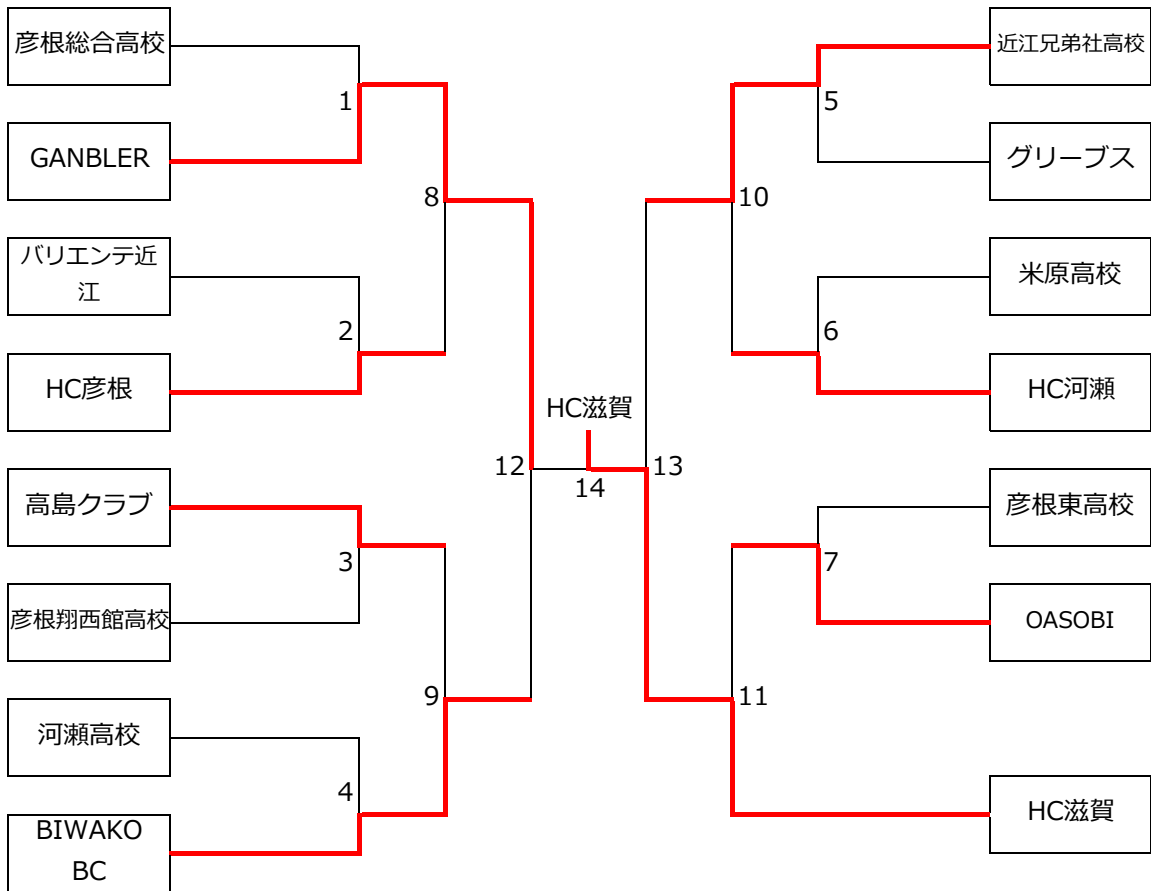 彦根総合高校
GANBLER
バリエンテ近
江
HC彦根
高島クラブ
彦根翔西館高校
河瀬高校
BIWAKO
BC
1
2
3
4
8
9
12
HC滋賀
14
13
10
11
5
6
7
近江兄弟社高校
グリーブス
米原高校
HC河瀬
彦根東高校
OASOBI
HC滋賀